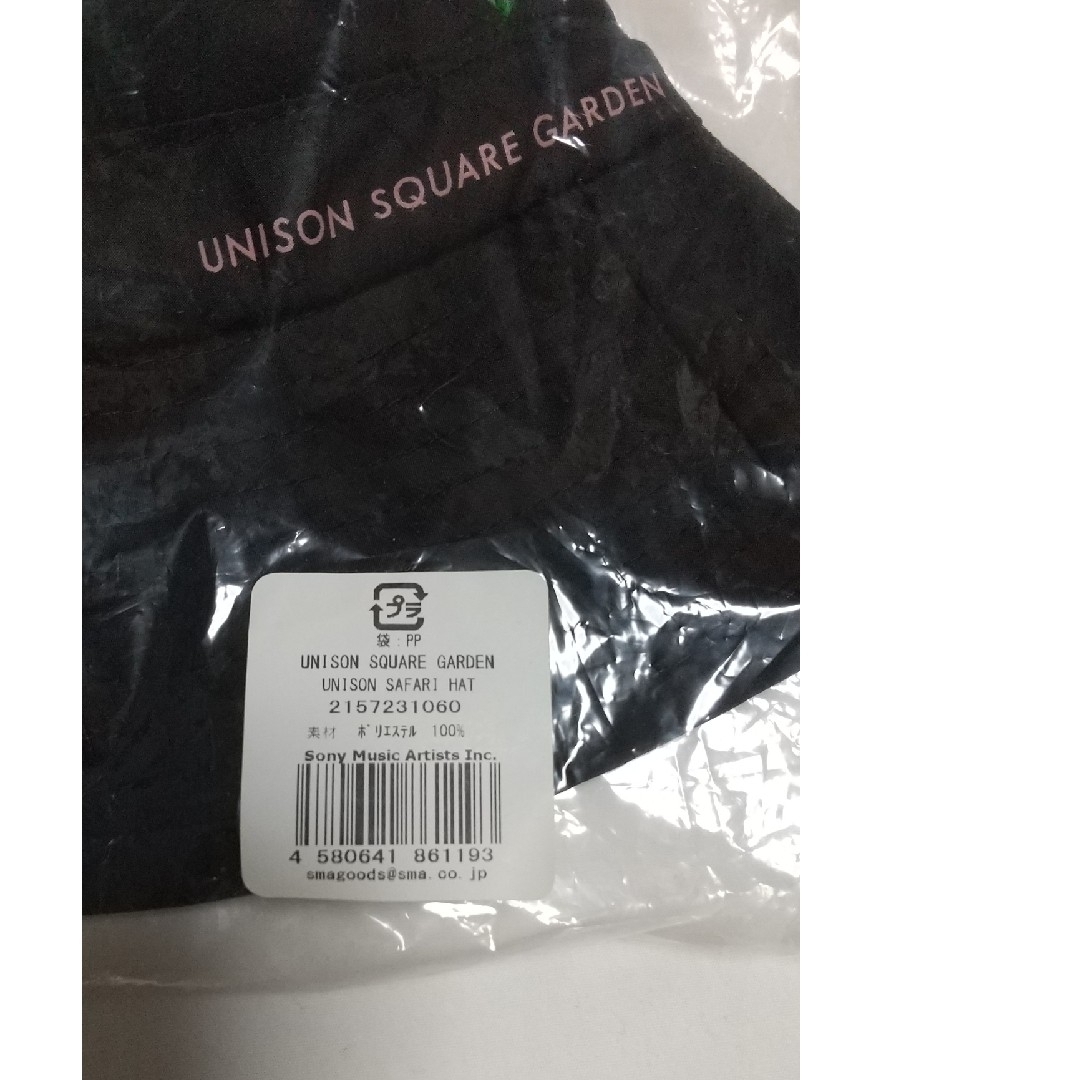 UNISON SQUARE GARDEN
プラ
袋:PP
UNISON SQUARE GARDEN
UNISON SAFARI HAT
2157231060
素材 ポリエステル 100%
Sony Music Artists Inc.
4 580641 861193
smagoods@sma.co.jp